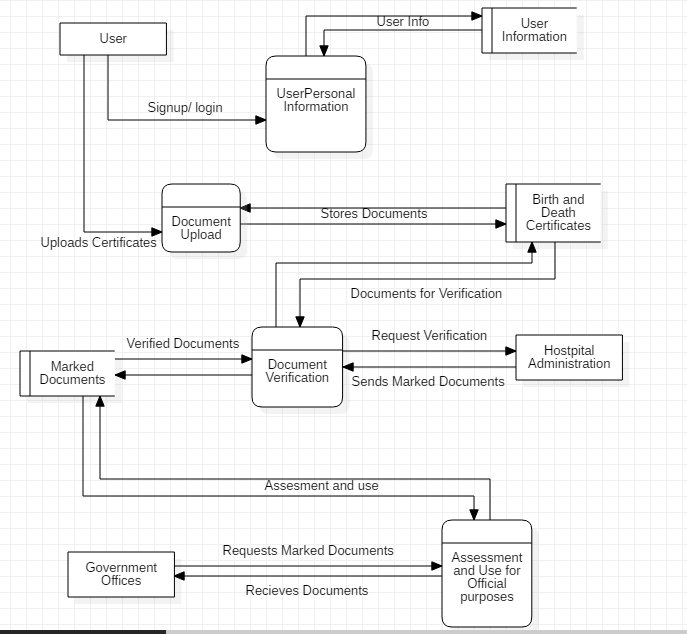 User Info
User
User
Information
UserPersonal
Information
Signup/ login
Document
Upload
Stores Documents
Birth and
Death
Certificates
Uploads Certificates
Documents for Verification
Verified Documents
Request Verification
Marked
Documents
Document
Verification
Hostpital
Administration
Sends Marked Documents
Assesment and use
Requests Marked Documents
Government
Offices
Assessment
and Use for
Official
purposes
Recieves Documents